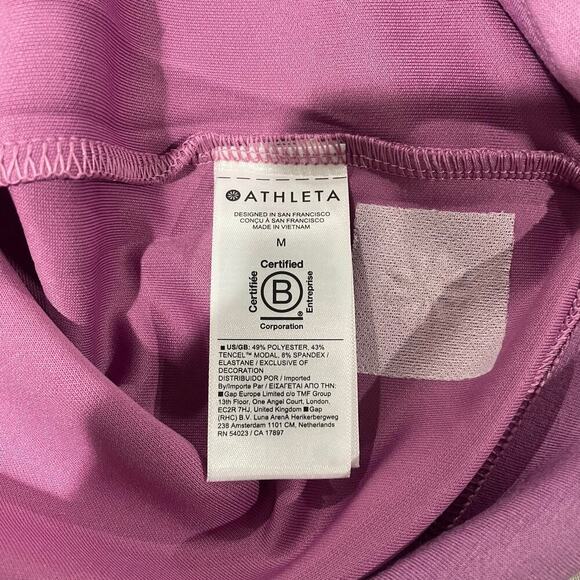 ATHLETA
DESIGNED IN SAN FRANCISCO
CONÇU À SAN FRANCISCO
MADE IN VIETNAM
M
Certified
Certifiée
B
®
Entreprise
Corporation
■ US/GB: 49% POLYESTER, 43%
TENCEL™ MODAL, 8% SPANDEX /
ELASTANE / EXCLUSIVE OF
DECORATION
DISTRIBUIDO POR / Imported
By/Importe Par / ΕΙΣΑΓΕΤΑΙ ΑΠΟ ΤΗΝ:
■ Gap Europe Limited c/o TMF Group
13th Floor, One Angel Court, London,
EC2R 7HJ, United Kingdom ■ Gap
(RHC) B.V. Luna ArenA Herikerbergweg
238 Amsterdam 1101 CM, Netherlands
RN 54023 / CA 17897